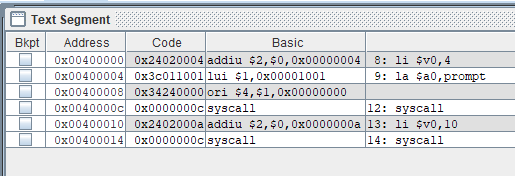 Text Segment
Bkpt Address Code Basic
0x00400000 0x24020004 addiu $2,$0,0x00000004 8: li $v0,4
0x00400004 0x3c011001 lui $1,0x00001001 9: la $a0,prompt
0x00400008 0x34240000 ori $4,$1,0x00000000
0x0040000c 0x0000000c syscall 12: syscall
0x00400010 0x2402000a addiu $2,$0,0x0000000a 13: li $v0,10
0x00400014 0x0000000c syscall 14: syscall